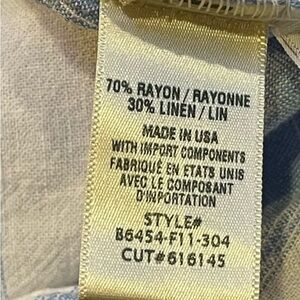 70% RAYON / RAYONNE
30% LINEN / LIN
MADE IN USA
WITH IMPORT COMPONENTS
FABRIQUÉ EN ETATS UNIS
AVEC LE COMPOSANT
D'INPORTATION
STYLE#
B6454-F11-304
CUT#616145